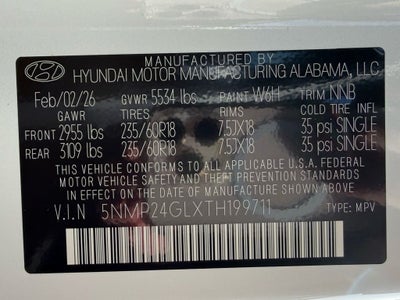 MANUFACTURED BY
HYUNDAI MOTOR MANUFACTURING ALABAMA, LLC
Feb/02/26 GVWR 5534 lbs PAINT W6H TRIM NNB
GAWR TIRES RIMS COLD TIRE INFL
FRONT 2955 lbs 235/60R18 7.5JX18 35 psi SINGLE
REAR 3109 lbs 235/60R18 7.5JX18 35 psi SINGLE
THIS VEHICLE CONFORMS TO ALL APPLICABLE U.S.A. FEDERAL
MOTOR VEHICLE SAFETY, BUMPER, AND THEFT PREVENTION STANDARDS
IN EFFECT ON THE DATE OF MANUFACTURE SHOWN ABOVE.
V.I.N 5NMP24GLXTH199711 TYPE: MPV